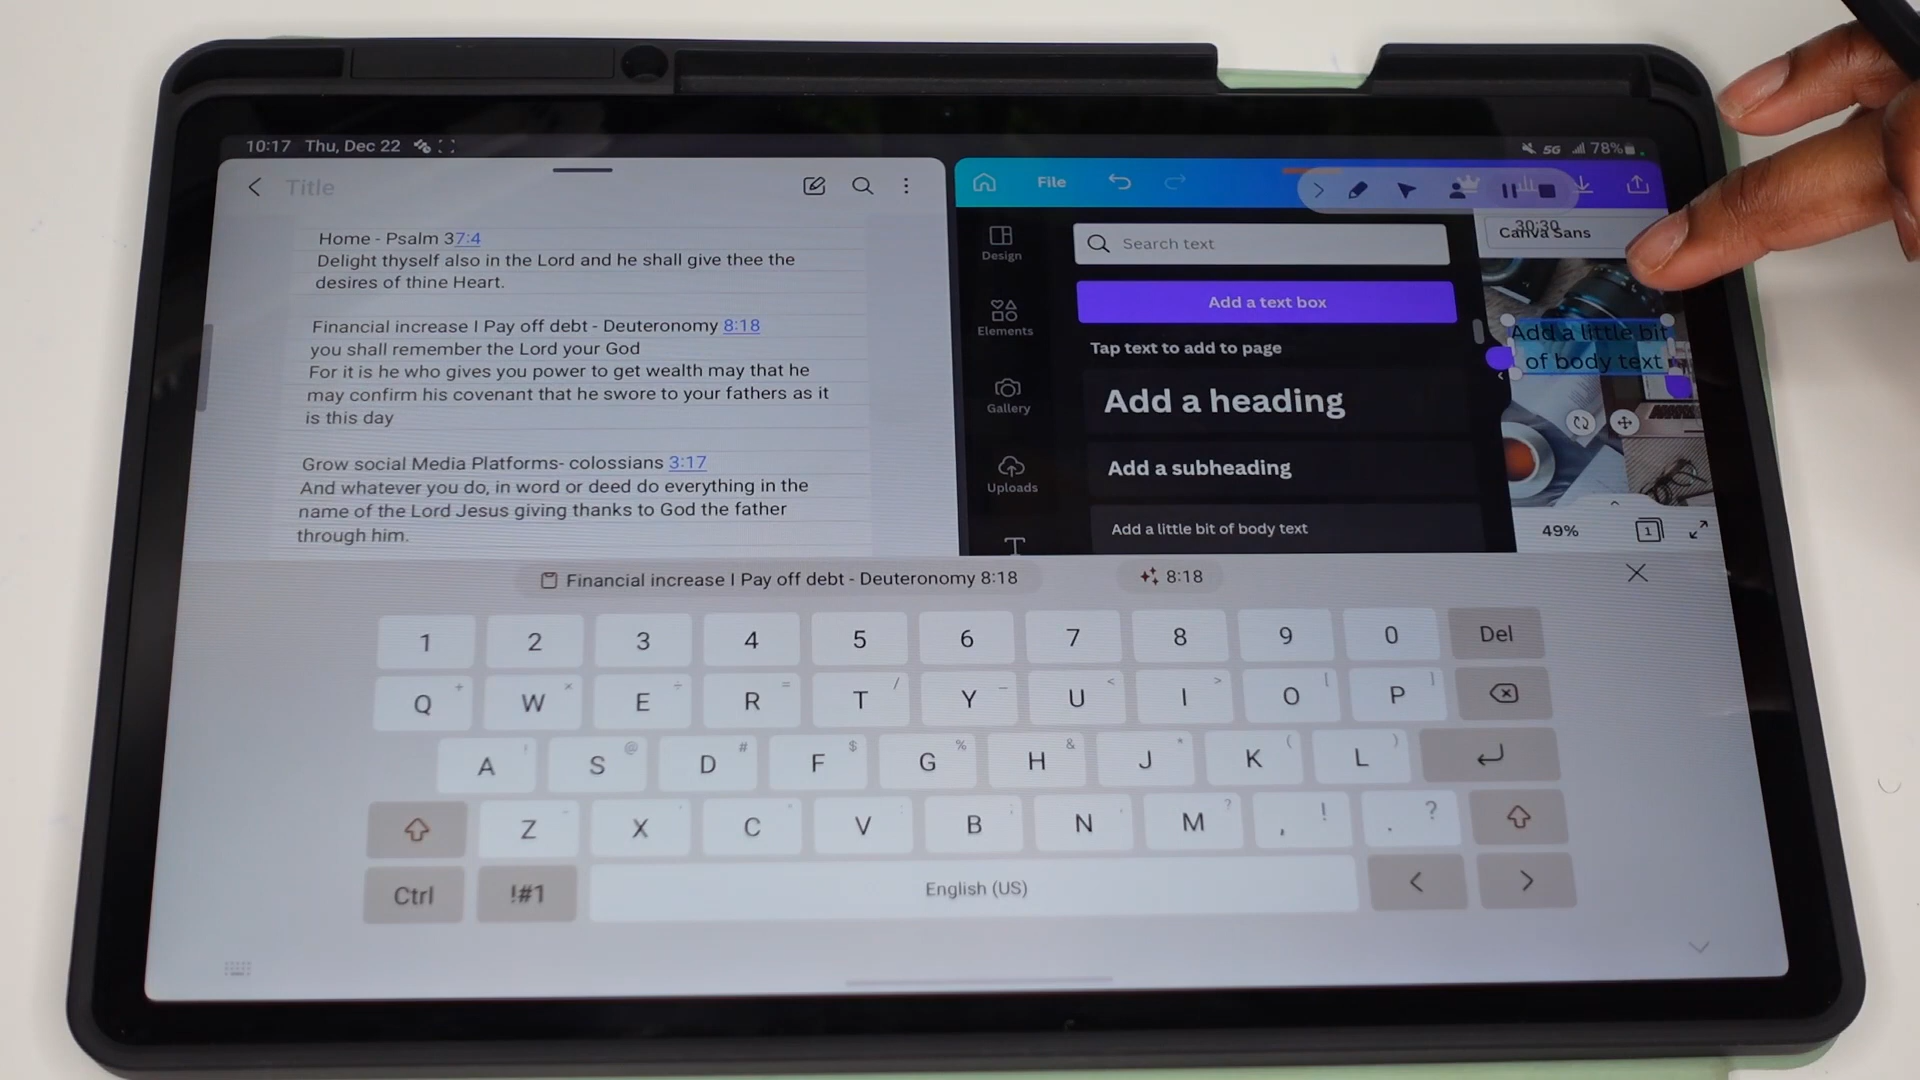 10:17 Thu, Dec 22
5G 78%
Title
Home - Psalm 37:4
Delight thyself also in the Lord and he shall give thee the
desires of thine Heart.
Financial increase I Pay off debt - Deuteronomy 8:18
you shall remember the Lord your God
For it is he who gives you power to get wealth may that he
may confirm his covenant that he swore to your fathers as it
is this day
Grow social Media Platforms- colossians 3:17
And whatever you do, in word or deed do everything in the
name of the Lord Jesus giving thanks to God the father
through him.
File
30:30
Canva Sans
Design
Elements
Gallery
Uploads
Search text
Add a text box
Tap text to add to page
Add a heading
Add a subheading
Add a little bit of body text
Add a little bit
of body text
49% 1
Financial increase I Pay off debt - Deuteronomy 8:18 8:18
1 2 3 4 5 6 7 8 9 0 Del
Q + W × E ÷ R = T / Y _ U < I > O [ P ]
A ! S @ D # F $ G % H & J * K ( L )
Z - X ' C " V : B ; N , M ? , ! . ?
Ctrl !#1 English (US) < >